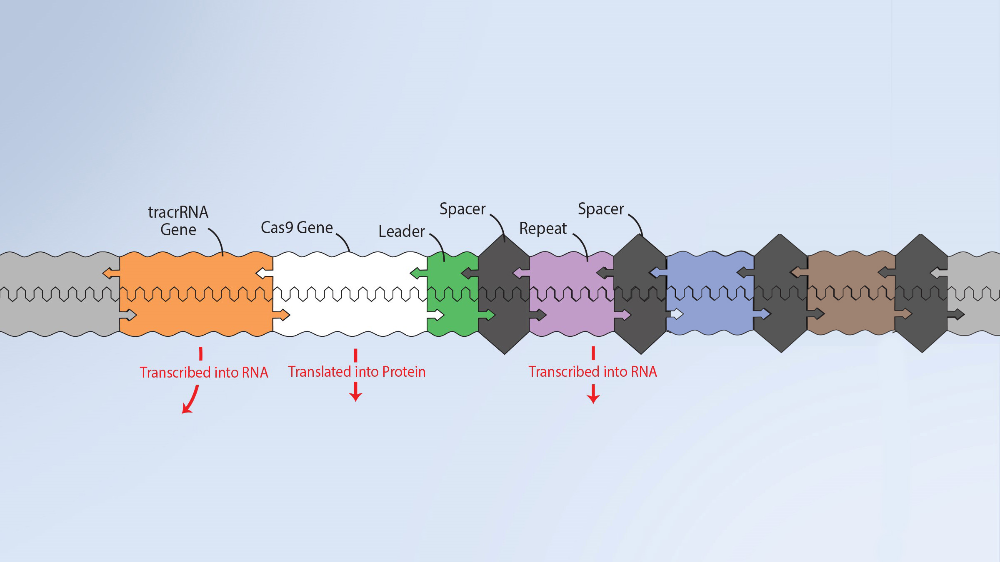 tracrRNA
Gene
Cas9 Gene
Leader
Spacer
Repeat
Spacer
Transcribed into RNA
Translated into Protein
Transcribed into RNA